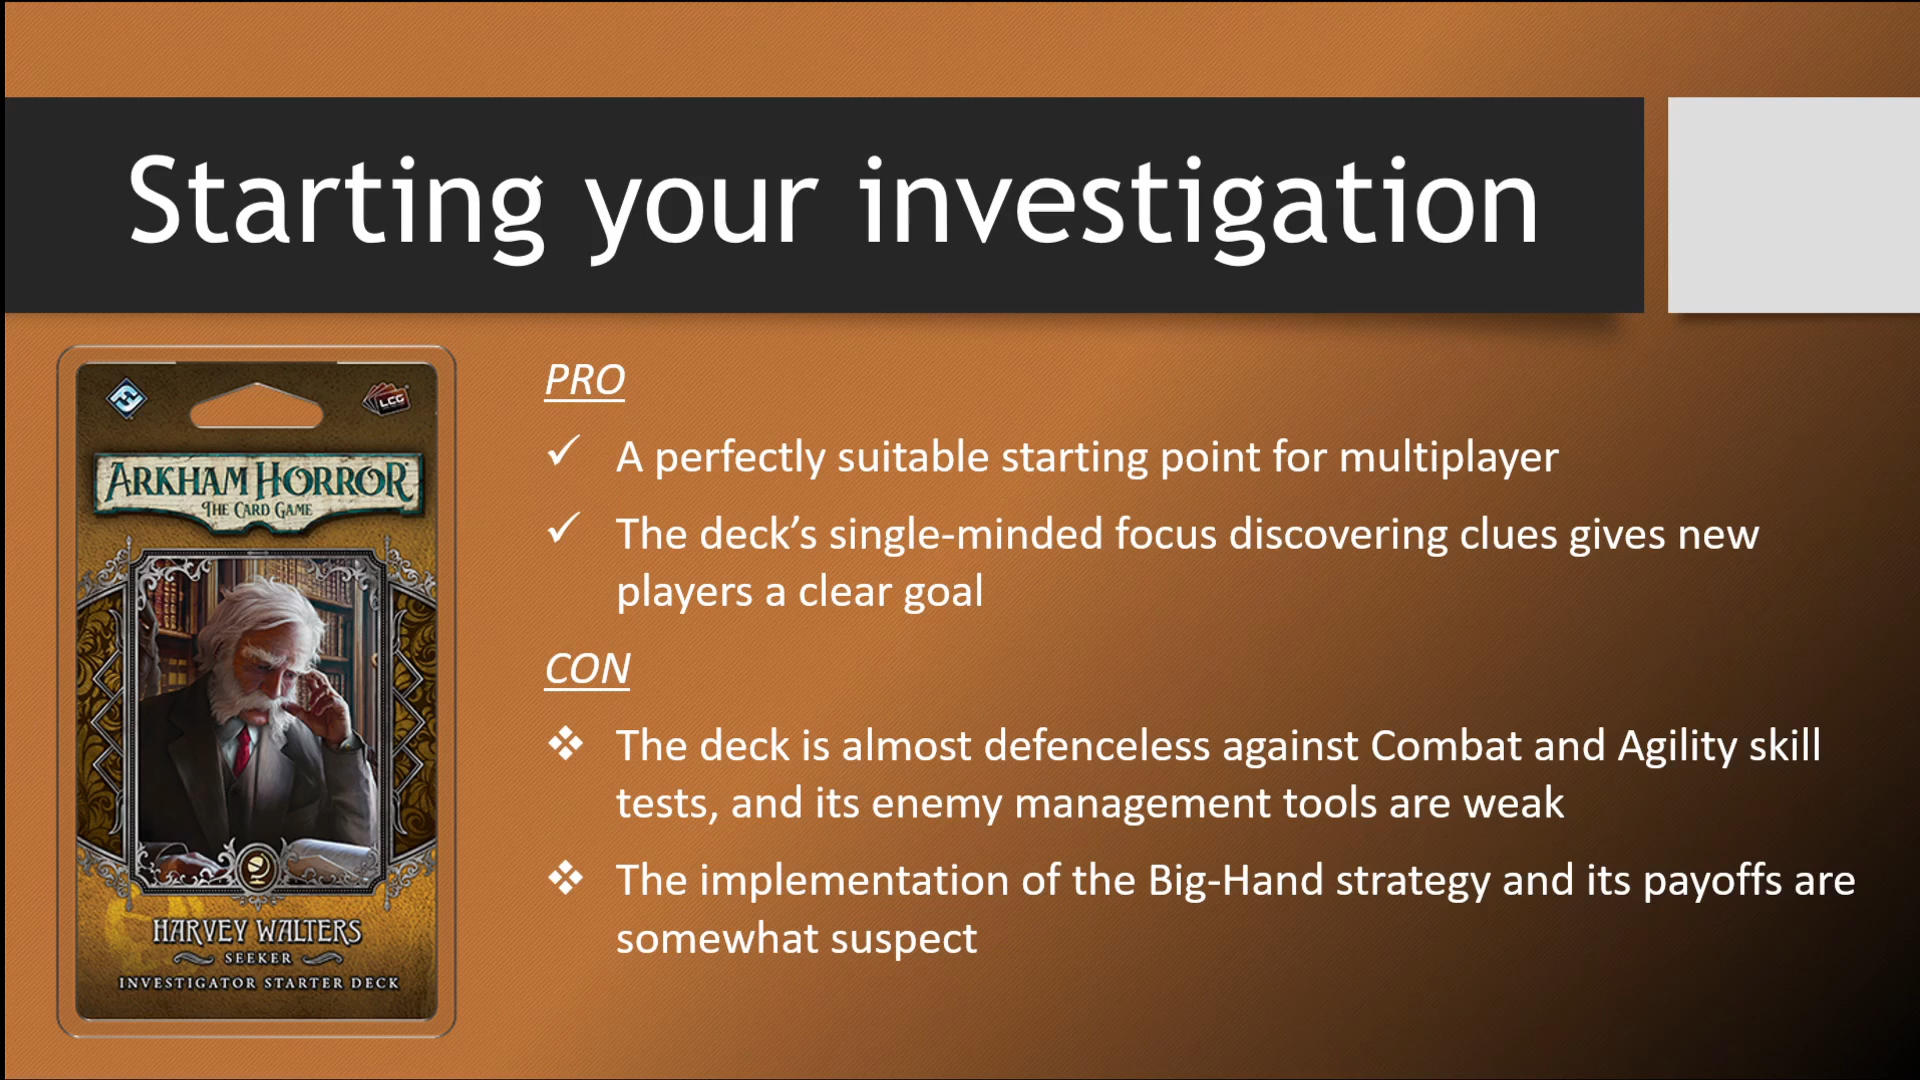 Starting your investigation
LCG
ARKHAM HORROR
THE CARD GAME
HARVEY WALTERS
SEEKER
INVESTIGATOR STARTER DECK
PRO
A perfectly suitable starting point for multiplayer
The deck’s single-minded focus discovering clues gives new
players a clear goal
CON
The deck is almost defenceless against Combat and Agility skill
tests, and its enemy management tools are weak
The implementation of the Big-Hand strategy and its payoffs are
somewhat suspect